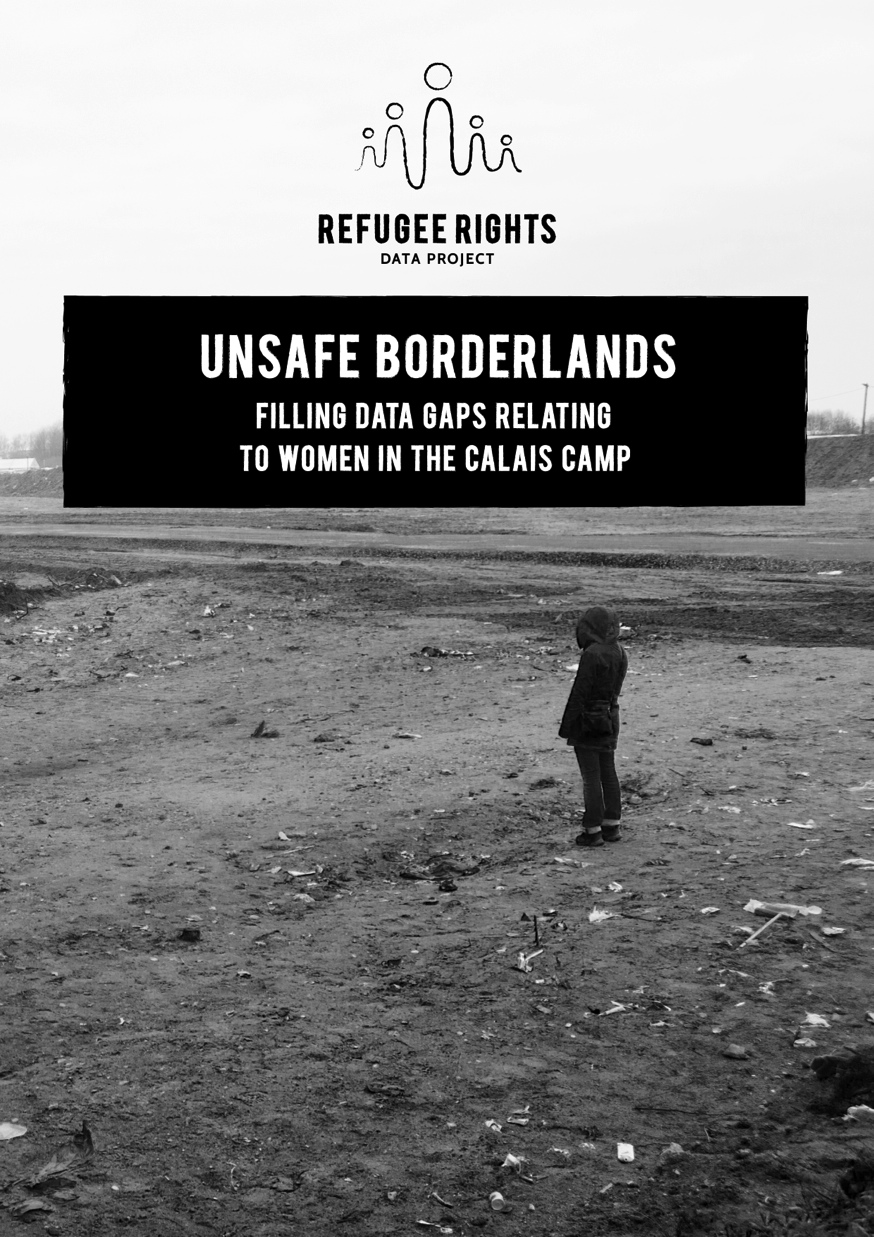 REFUGEE RIGHTS
DATA PROJECT
UNSAFE BORDERLANDS
FILLING DATA GAPS RELATING
TO WOMEN IN THE CALAIS CAMP